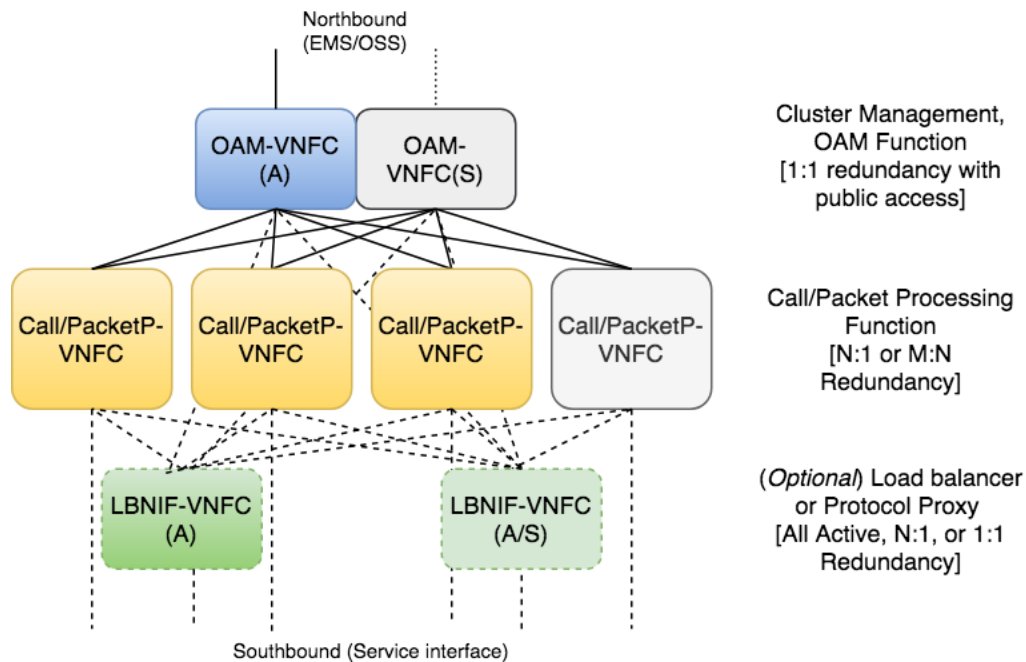 Northbound
(EMS/OSS)
OAM-VNFC
(A)
OAM-
VNFC(S)
Cluster Management,
OAM Function
[1:1 redundancy with
public access]
Call/PacketP-
VNFC
Call/PacketP-
VNFC
Call/PacketP-
VNFC
Call/PacketP-
VNFC
Call/Packet Processing
Function
[N:1 or M:N
Redundancy]
LBNIF-VNFC
(A)
LBNIF-VNFC
(A/S)
(Optional) Load balancer
or Protocol Proxy
[All Active, N:1, or 1:1
Redundancy]
Southbound (Service interface)